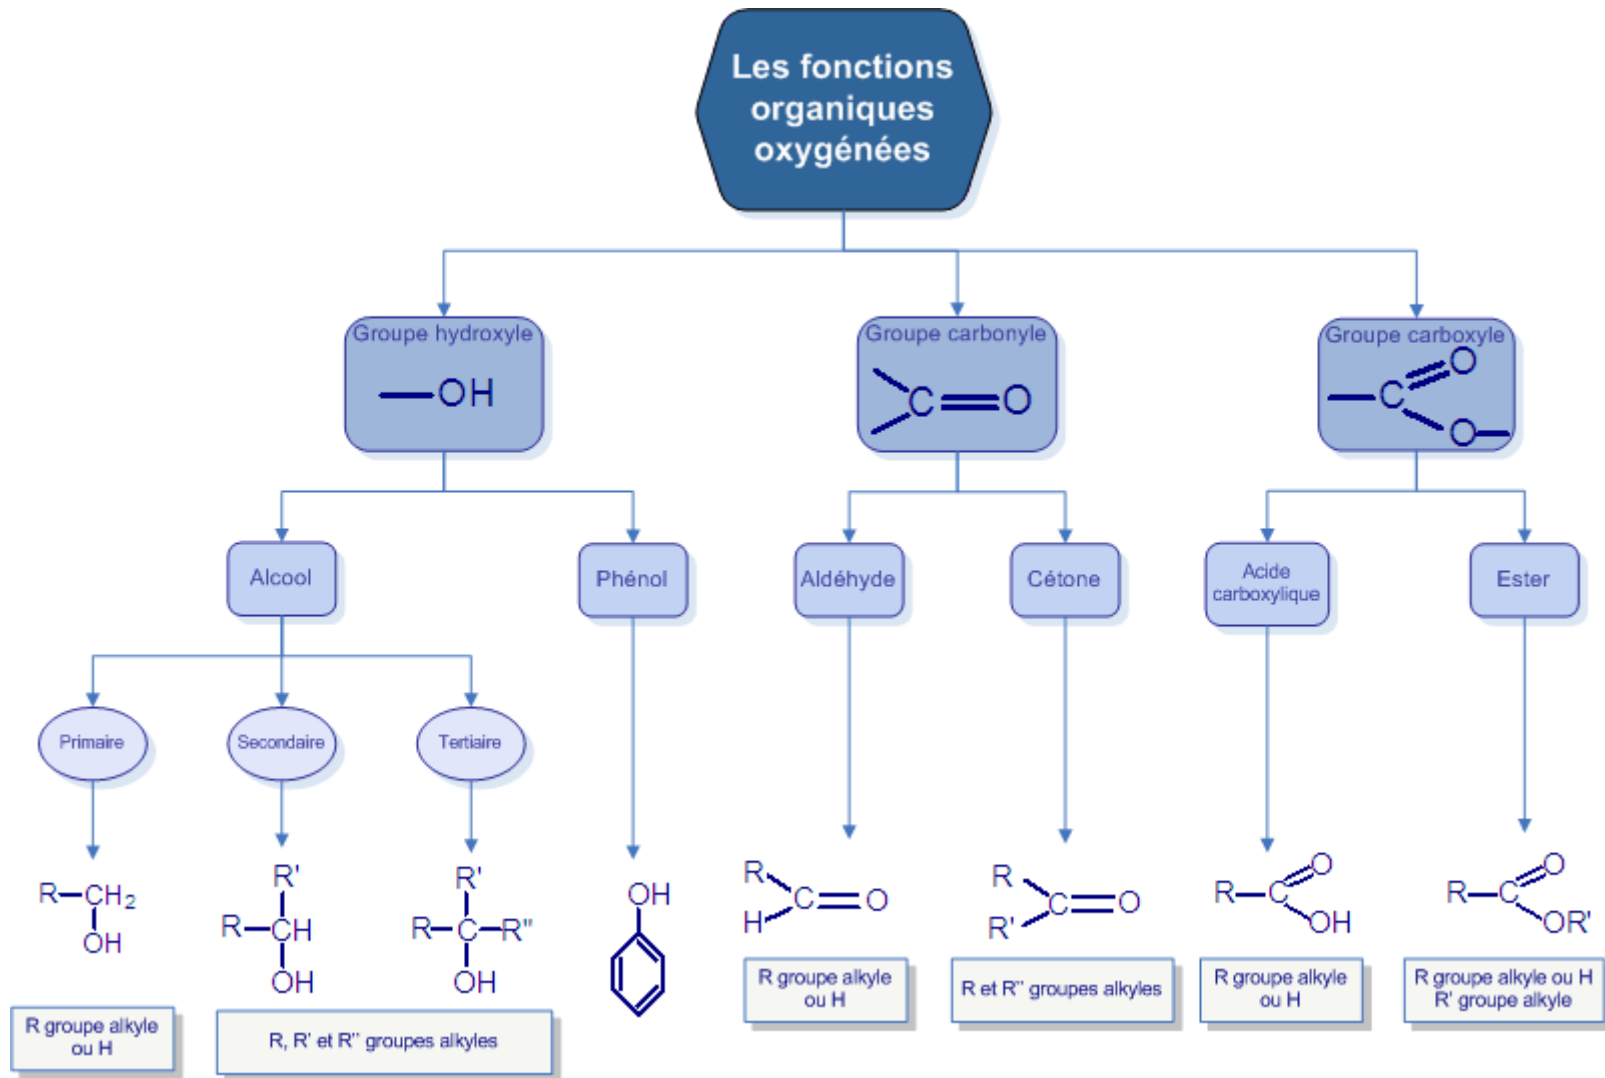 Les fonctions
organiques
oxygénées
Groupe hydroxyle
—OH
Groupe carbonyle
C=O
Groupe carboxyle
O
C
O
Alcool
Phénol
Aldéhyde
Cétone
Acide
carboxylique
Ester
Primaire
Secondaire
Tertiaire
R—CH₂
OH
R'
R—CH
OH
R'
R—C—R''
OH
OH
R
C=O
H
R
C=O
R'
O
R—C
OH
O
R—C
OR'
R groupe alkyle
ou H
R, R' et R'' groupes alkyles
R groupe alkyle
ou H
R et R'' groupes alkyles
R groupe alkyle
ou H
R groupe alkyle ou H
R' groupe alkyle